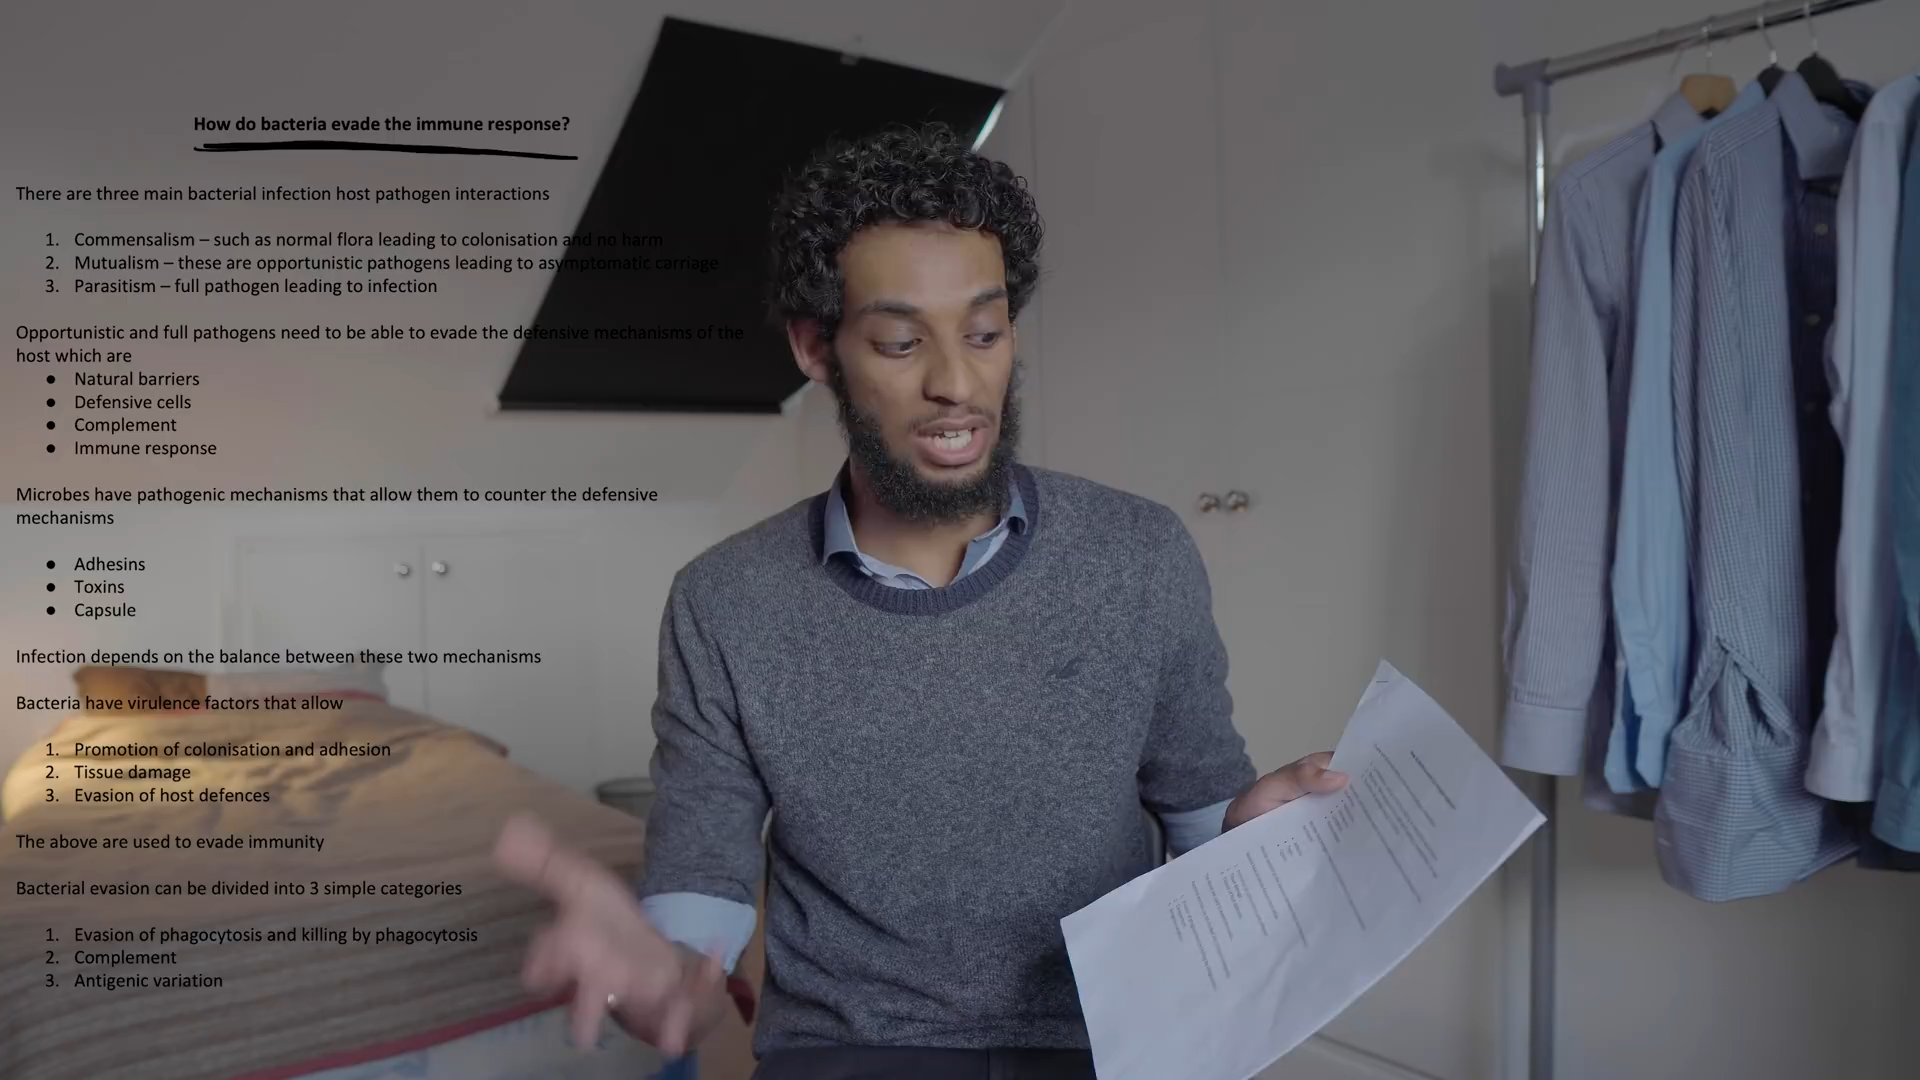 How do bacteria evade the immune response?
There are three main bacterial infection host pathogen interactions
1. Commensalism – such as normal flora leading to colonisation and no harm
2. Mutualism – these are opportunistic pathogens leading to asymptomatic carriage
3. Parasitism – full pathogen leading to infection
Opportunistic and full pathogens need to be able to evade the defensive mechanisms of the
host which are
● Natural barriers
● Defensive cells
● Complement
● Immune response
Microbes have pathogenic mechanisms that allow them to counter the defensive
mechanisms
● Adhesins
● Toxins
● Capsule
Infection depends on the balance between these two mechanisms
Bacteria have virulence factors that allow
1. Promotion of colonisation and adhesion
2. Tissue damage
3. Evasion of host defences
The above are used to evade immunity
Bacterial evasion can be divided into 3 simple categories
1. Evasion of phagocytosis and killing by phagocytosis
2. Complement
3. Antigenic variation